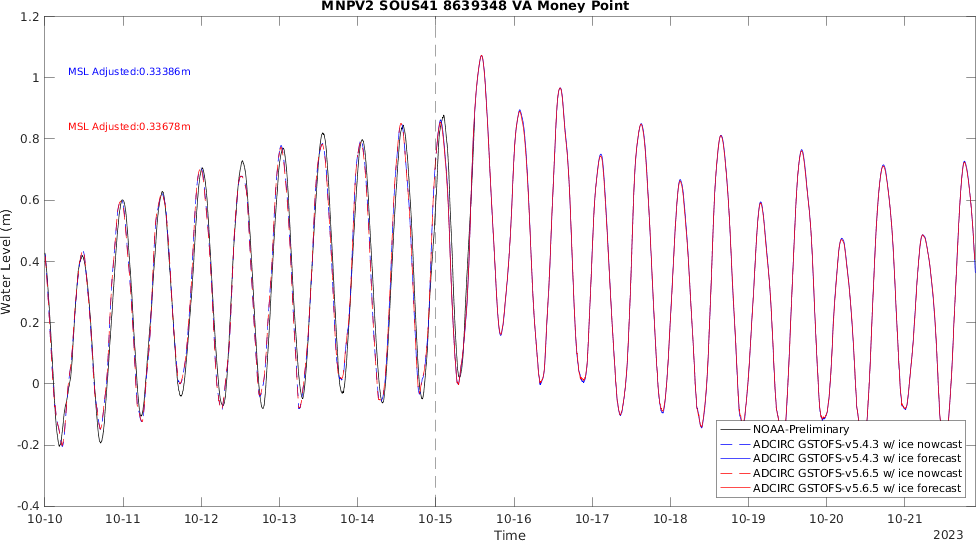 MNPV2 SOUS41 8639348 VA Money Point
1.2
1
0.8
0.6
0.4
0.2
0
-0.2
-0.4
Water Level (m)
MSL Adjusted:0.33386m
MSL Adjusted:0.33678m
NOAA-Preliminary
ADCIRC GSTOFS-v5.4.3 w/ ice nowcast
ADCIRC GSTOFS-v5.4.3 w/ ice forecast
ADCIRC GSTOFS-v5.6.5 w/ ice nowcast
ADCIRC GSTOFS-v5.6.5 w/ ice forecast
10-10 10-11 10-12 10-13 10-14 10-15 10-16 10-17 10-18 10-19 10-20 10-21
Time
2023